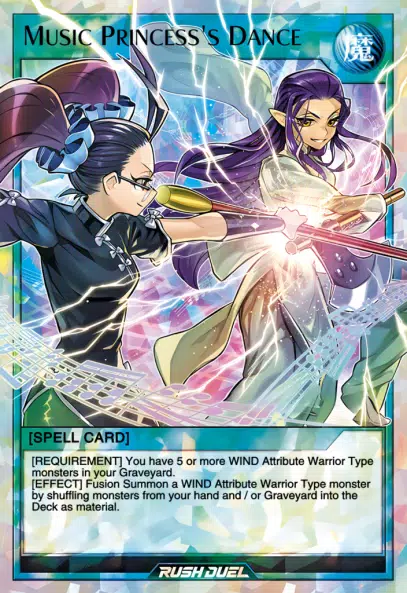 MUSIC PRINCESS'S DANCE
魔
[SPELL CARD]
[REQUIREMENT] You have 5 or more WIND Attribute Warrior Type
monsters in your Graveyard.
[EFFECT] Fusion Summon a WIND Attribute Warrior Type monster
by shuffling monsters from your hand and / or Graveyard into the
Deck as material.
RUSH DUEL